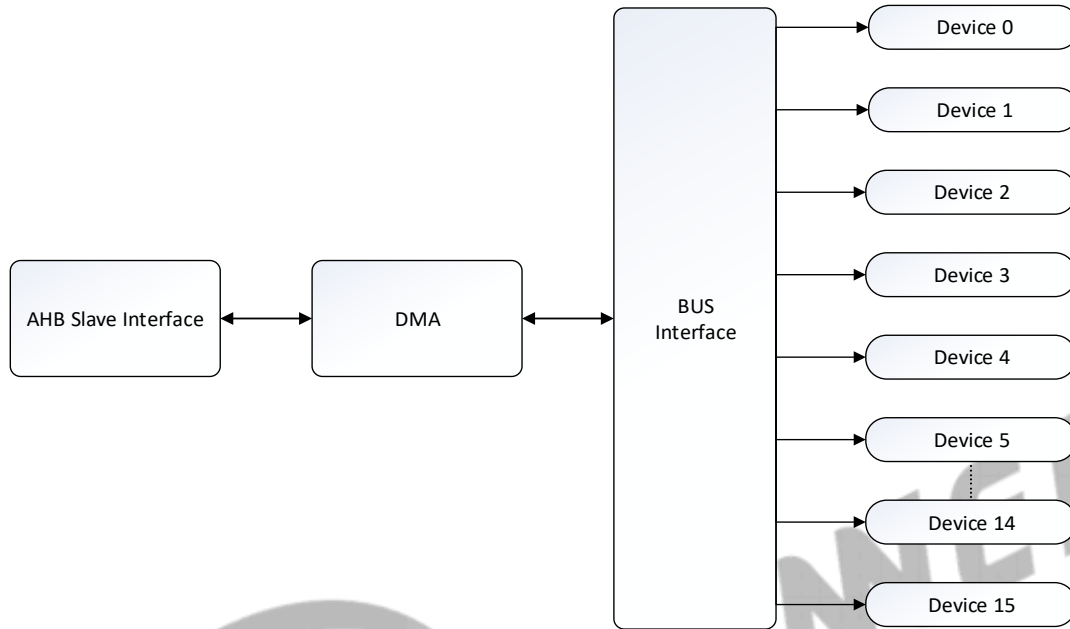 Device 0
Device 1
Device 2
AHB Slave Interface
DMA
BUS
Interface
Device 3
Device 4
Device 5
Device 14
Device 15